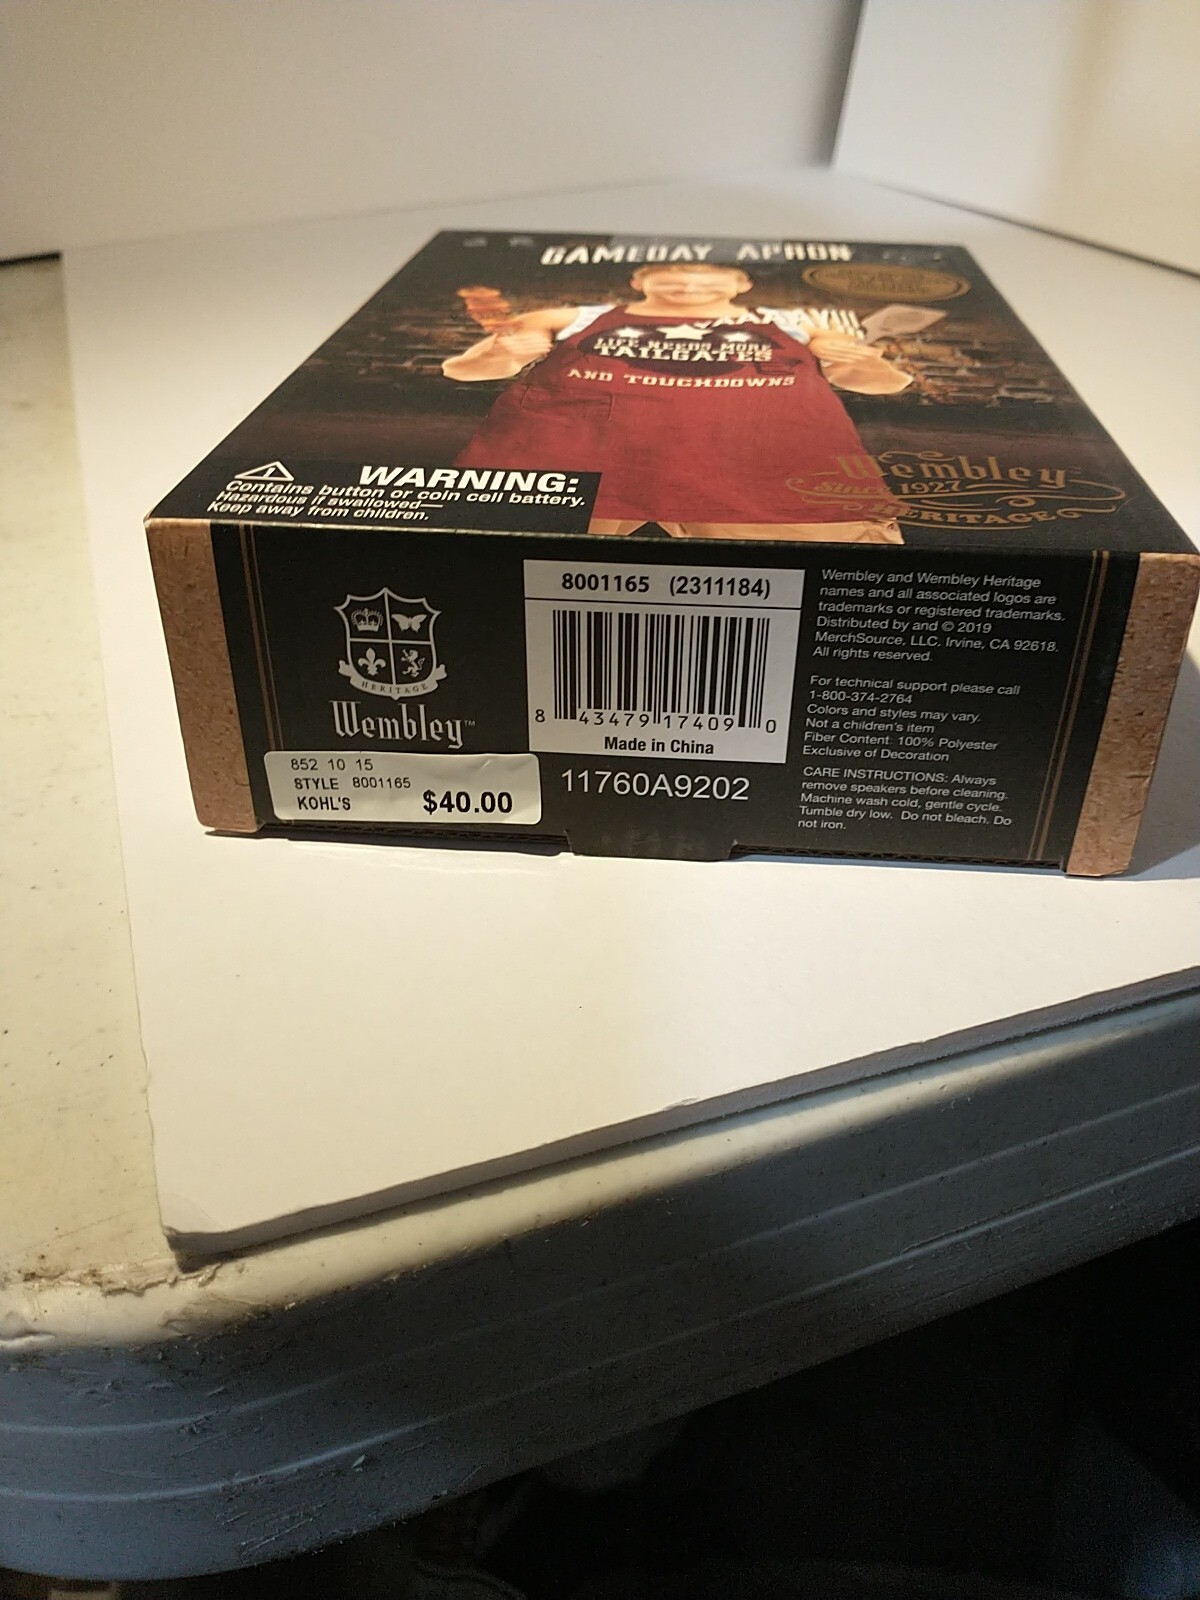 GAMEDAY APRON
YAAAAY!!!
LIFE NEEDS MORE
TAILGATES
AND TOUCHDOWNS
Wembley
Since 1927
HERITAGE
WARNING:
Contains button or coin cell battery.
Hazardous if swallowed—
Keep away from children.
HERITAGE
Wembley™
852 10 15
STYLE 8001165
KOHL'S $40.00
8001165 (2311184)
8 43479 17409 0
Made in China
11760A9202
Wembley and Wembley Heritage
names and all associated logos are
trademarks or registered trademarks.
Distributed by and © 2019
MerchSource, LLC. Irvine, CA 92618.
All rights reserved.
For technical support please call
1-800-374-2764
Colors and styles may vary.
Not a children's item
Fiber Content: 100% Polyester
Exclusive of Decoration
CARE INSTRUCTIONS: Always
remove speakers before cleaning.
Machine wash cold, gentle cycle.
Tumble dry low. Do not bleach. Do
not iron.